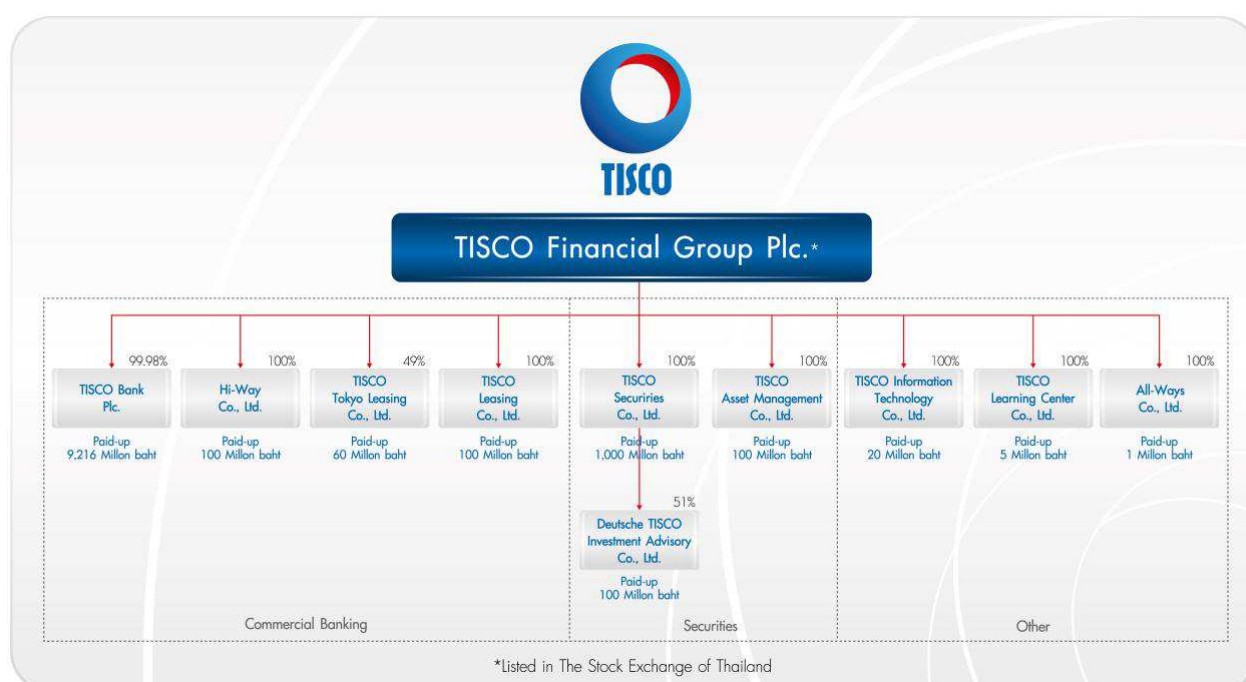 TISCO
TISCO Financial Group Plc.*
99.98%
TISCO Bank
Plc.
Paid-up
9,216 Millon baht
100%
Hi-Way
Co., Ltd.
Paid-up
100 Millon baht
49%
TISCO
Tokyo Leasing
Co., Ltd.
Paid-up
60 Millon baht
100%
TISCO
Leasing
Co., Ltd.
Paid-up
100 Millon baht
100%
TISCO
Securiries
Co., Ltd.
Paid-up
1,000 Millon baht
100%
TISCO
Asset Management
Co., Ltd.
Paid-up
100 Millon baht
100%
TISCO Information
Technology
Co., Ltd.
Paid-up
20 Millon baht
100%
TISCO
Learning Center
Co., Ltd.
Paid-up
5 Millon baht
100%
All-Ways
Co., Ltd.
Paid-up
1 Millon baht
51%
Deutsche TISCO
Investment Advisory
Co., Ltd.
Paid-up
100 Millon baht
Commercial Banking
Securities
Other
*Listed in The Stock Exchange of Thailand